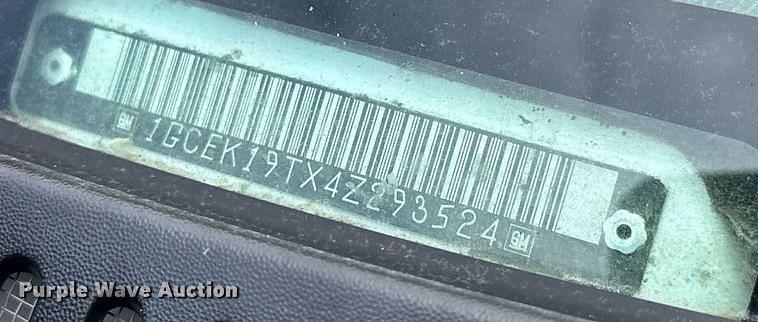 GM 1GCEK19TX4Z293524 GM
Purple Wave Auction